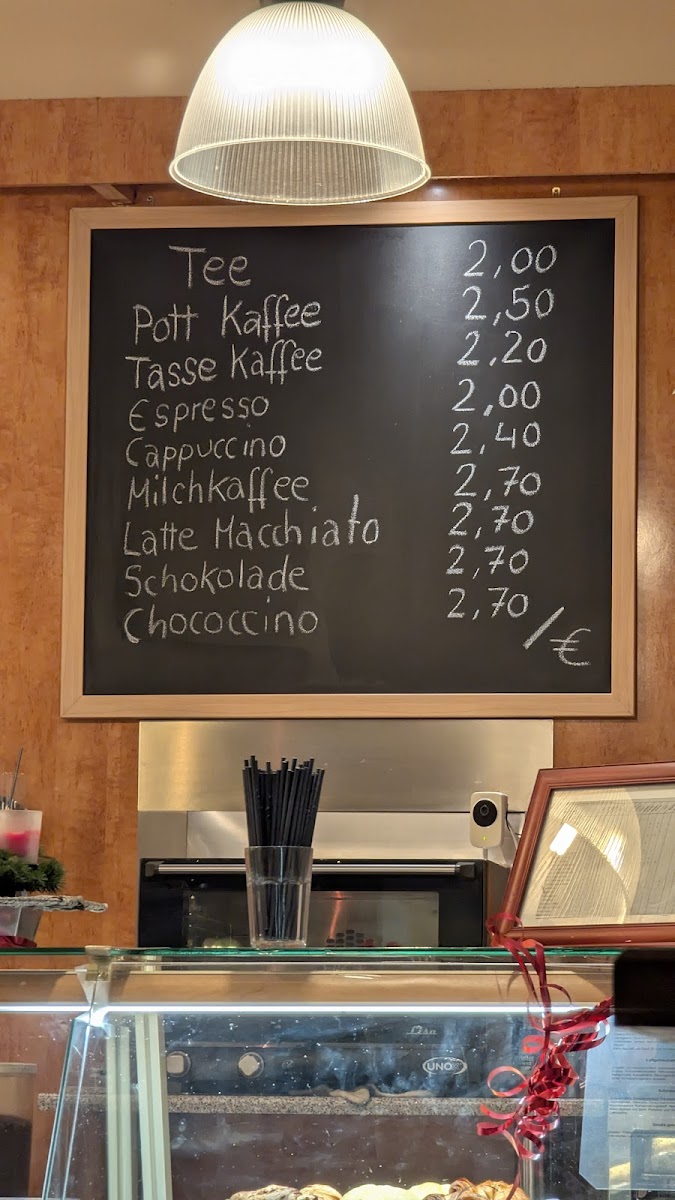 Tee 2,00
Pott Kaffee 2,50
Tasse Kaffee 2,20
Espresso 2,00
Cappuccino 2,40
Milchkaffee 2,70
Latte Macchiato 2,70
Schokolade 2,70
Chococcino 2,70
/€
Lisa
UNOX